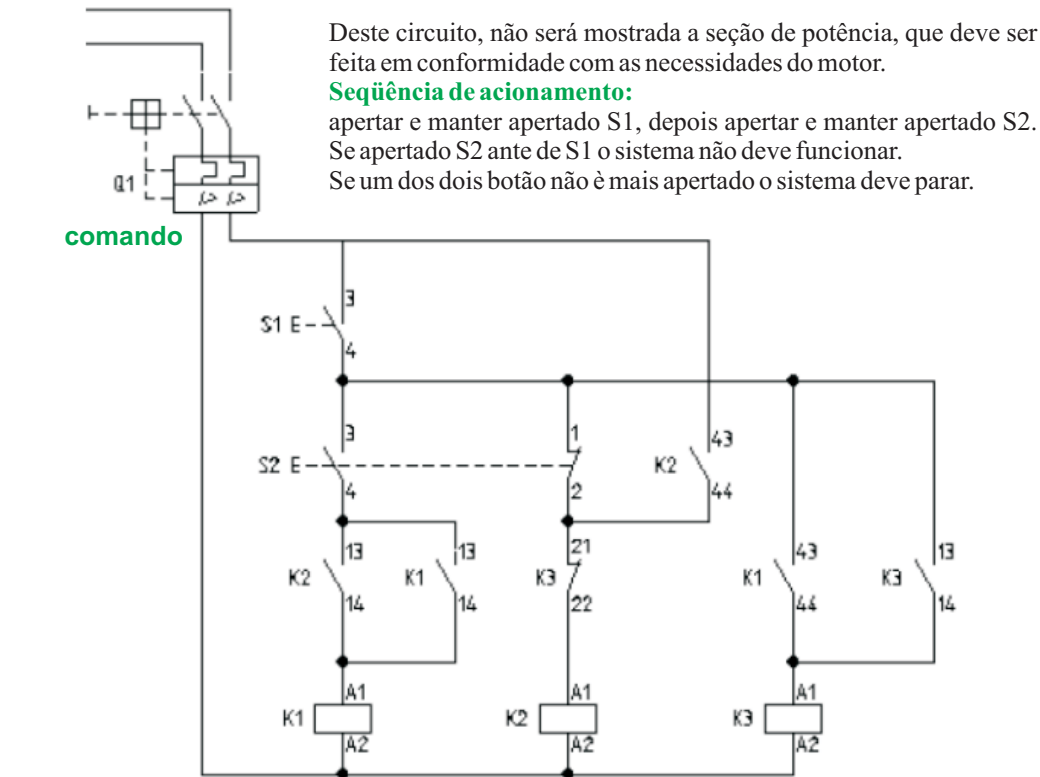 Deste circuito, não será mostrada a seção de potência, que deve ser
feita em conformidade com as necessidades do motor.
Seqüência de acionamento:
apertar e manter apertado S1, depois apertar e manter apertado S2.
Se apertado S2 ante de S1 o sistema não deve funcionar.
Se um dos dois botão não è mais apertado o sistema deve parar.
Q1
comando
3
S1 E
4
3
1
43
S2 E
K2
4
2
44
13
13
21
43
13
K2
K1
K3
K1
K3
14
14
22
44
14
A1
A1
A1
K1
K2
K3
A2
A2
A2